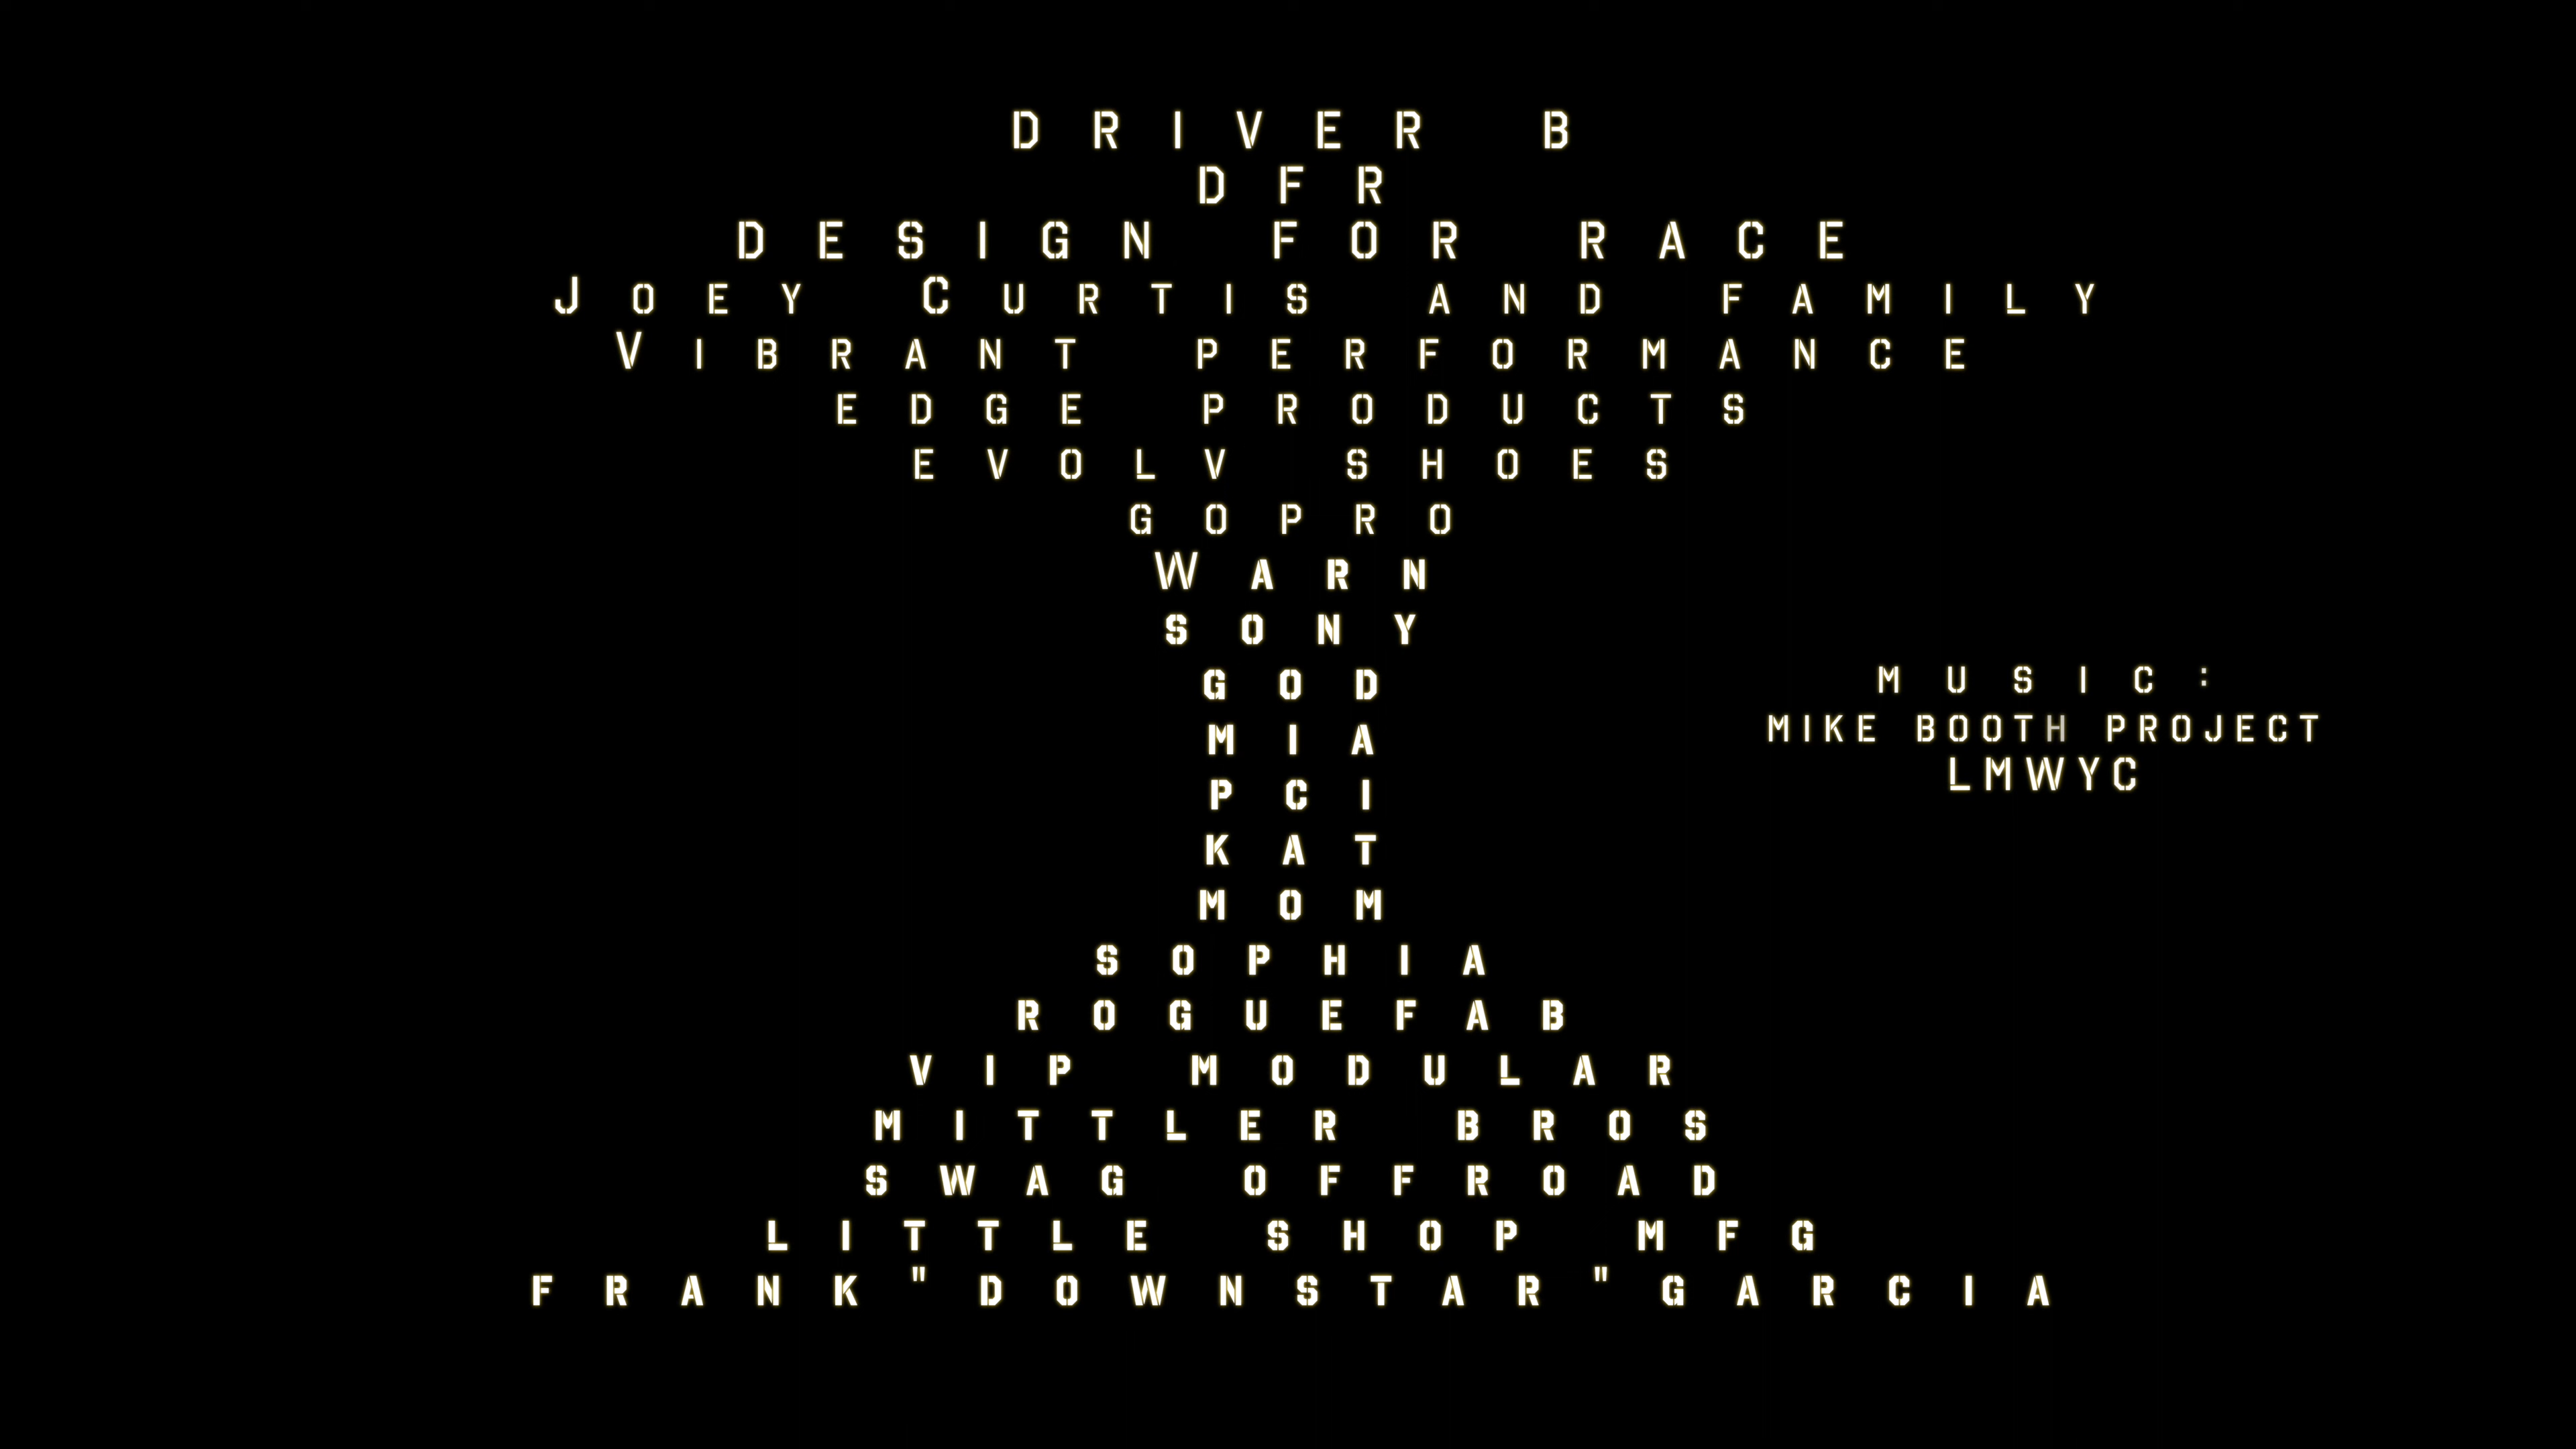 DRIVER B
DFR
DESIGN FOR RACE
JOEY CURTIS AND FAMILY
VIBRANT PERFORMANCE
EDGE PRODUCTS
EVOLV SHOES
GOPRO
WARN
SONY
GOD
MIA
PCI
KAT
MOM
SOPHIA
ROGUEFAB
VIP MODULAR
MITTLER BROS
SWAG OFFROAD
LITTLE SHOP MFG
FRANK"DOWNSTAR"GARCIA
MUSIC:
MIKE BOOTH PROJECT
LMWYC